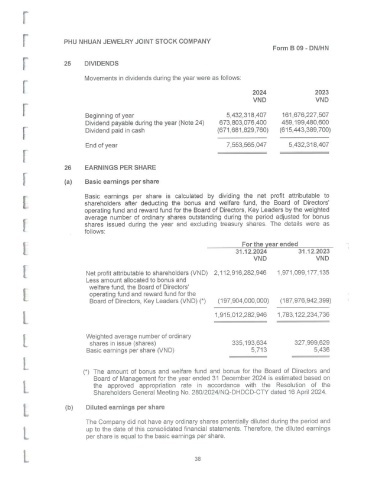 PHU NHUAN JEWELRY JOINT STOCK COMPANY
Form B 09 - DN/HN
25 DIVIDENDS
Movements in dividends during the year were as follows:
2024 2023
VND VND
Beginning of year 5,432,318,407 161,676,227,507
Dividend payable during the year (Note 24) 673,803,076,400 459,199,480,600
Dividend paid in cash (671,681,829,760) (615,443,389,700)
End of year 7,553,565,047 5,432,318,407
26 EARNINGS PER SHARE
(a) Basic earnings per share
Basic earnings per share is calculated by dividing the net profit attributable to
shareholders after deducting the bonus and welfare fund, the Board of Directors'
operating fund and reward fund for the Board of Directors, Key Leaders by the weighted
average number of ordinary shares outstanding during the period adjusted for bonus
shares issued during the year and excluding treasury shares. The details were as
follows:
For the year ended
31.12.2024 31.12.2023
VND VND
Net profit attributable to shareholders (VND) 2,112,916,282,946 1,971,099,177,135
Less amount allocated to bonus and
welfare fund, the Board of Directors'
operating fund and reward fund for the
Board of Directors, Key Leaders (VND) (*) (197,904,000,000) (187,976,942,399)
1,915,012,282,946 1,783,122,234,736
Weighted average number of ordinary
shares in issue (shares) 335,193,634 327,999,628
Basic earnings per share (VND) 5,713 5,436
(*) The amount of bonus and welfare fund and bonus for the Board of Directors and
Board of Management for the year ended 31 December 2024 is estimated based on
the approved appropriation rate in accordance with the Resolution of the
Shareholders General Meeting No. 280/2024/NQ-DHDCD-CTY dated 16 April 2024.
(b) Diluted earnings per share
The Company did not have any ordinary shares potentially diluted during the period and
up to the date of this consolidated financial statements. Therefore, the diluted earnings
per share is equal to the basic earnings per share.
38